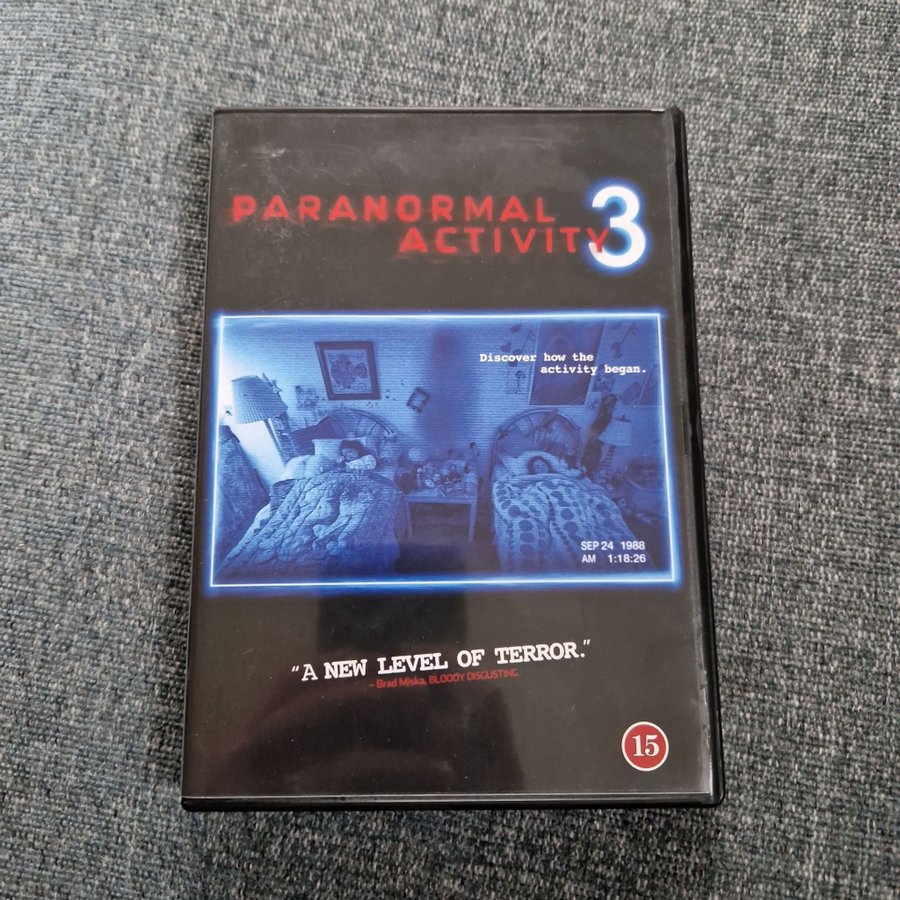 PARANORMAL
ACTIVITY 3
Discover how the
activity began.
SEP 24 1988
AM 1:18:26
"A NEW LEVEL OF TERROR."
- Brad Miska, BLOODY DISGUSTING
15